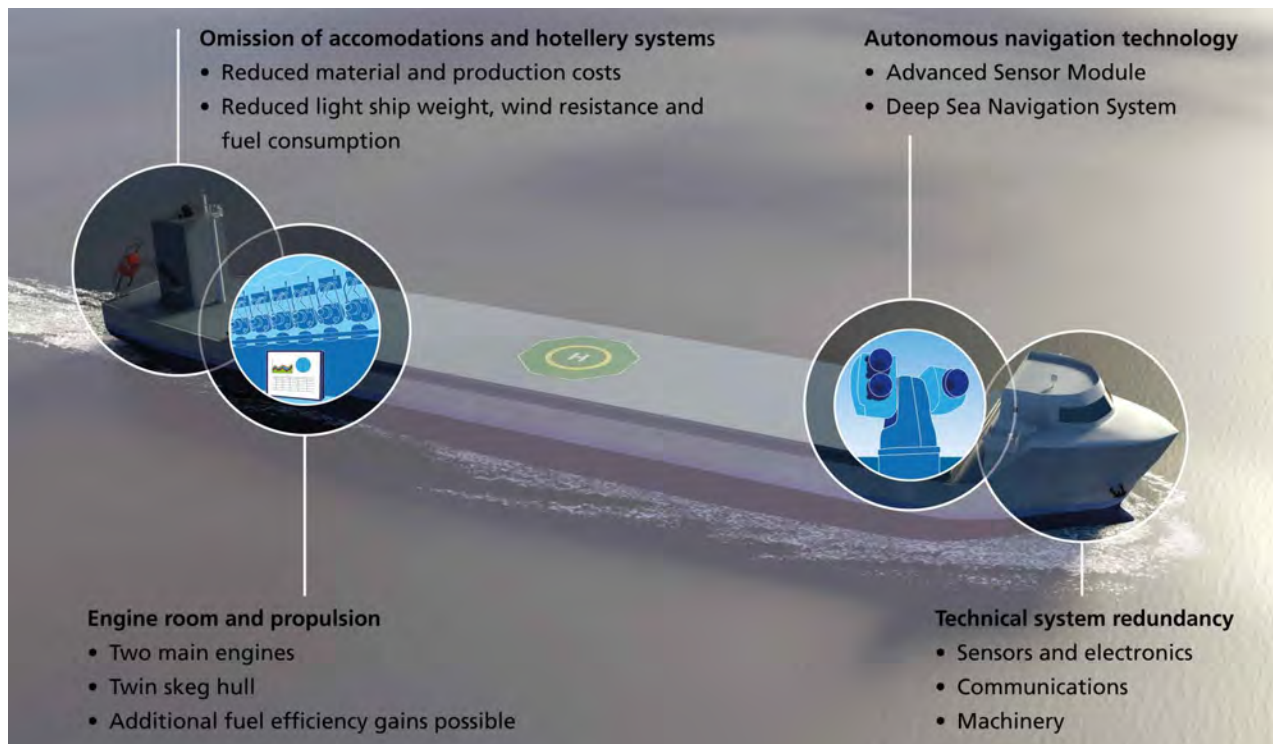 Omission of accomodations and hotellery systems
• Reduced material and production costs
• Reduced light ship weight, wind resistance and
fuel consumption
Autonomous navigation technology
• Advanced Sensor Module
• Deep Sea Navigation System
H
Engine room and propulsion
• Two main engines
• Twin skeg hull
• Additional fuel efficiency gains possible
Technical system redundancy
• Sensors and electronics
• Communications
• Machinery